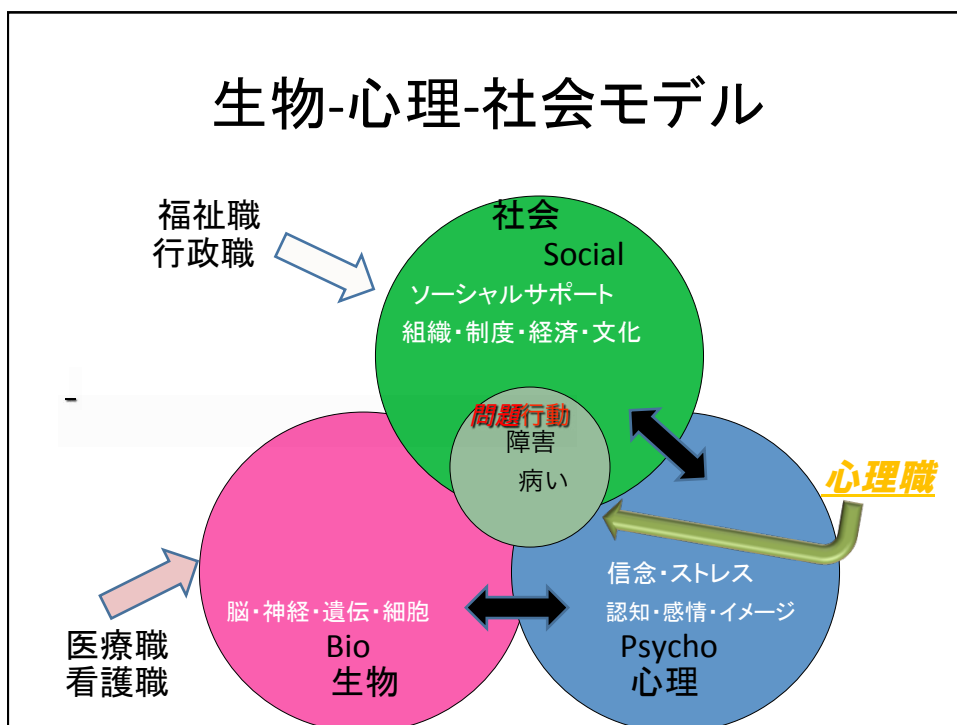 生物-心理-社会モデル
福祉職
行政職
社会
Social
ソーシャルサポート
組織・制度・経済・文化
問題行動
障害
病い
心理職
信念・ストレス
認知・感情・イメージ
Psycho
心理
脳・神経・遺伝・細胞
Bio
生物
医療職
看護職